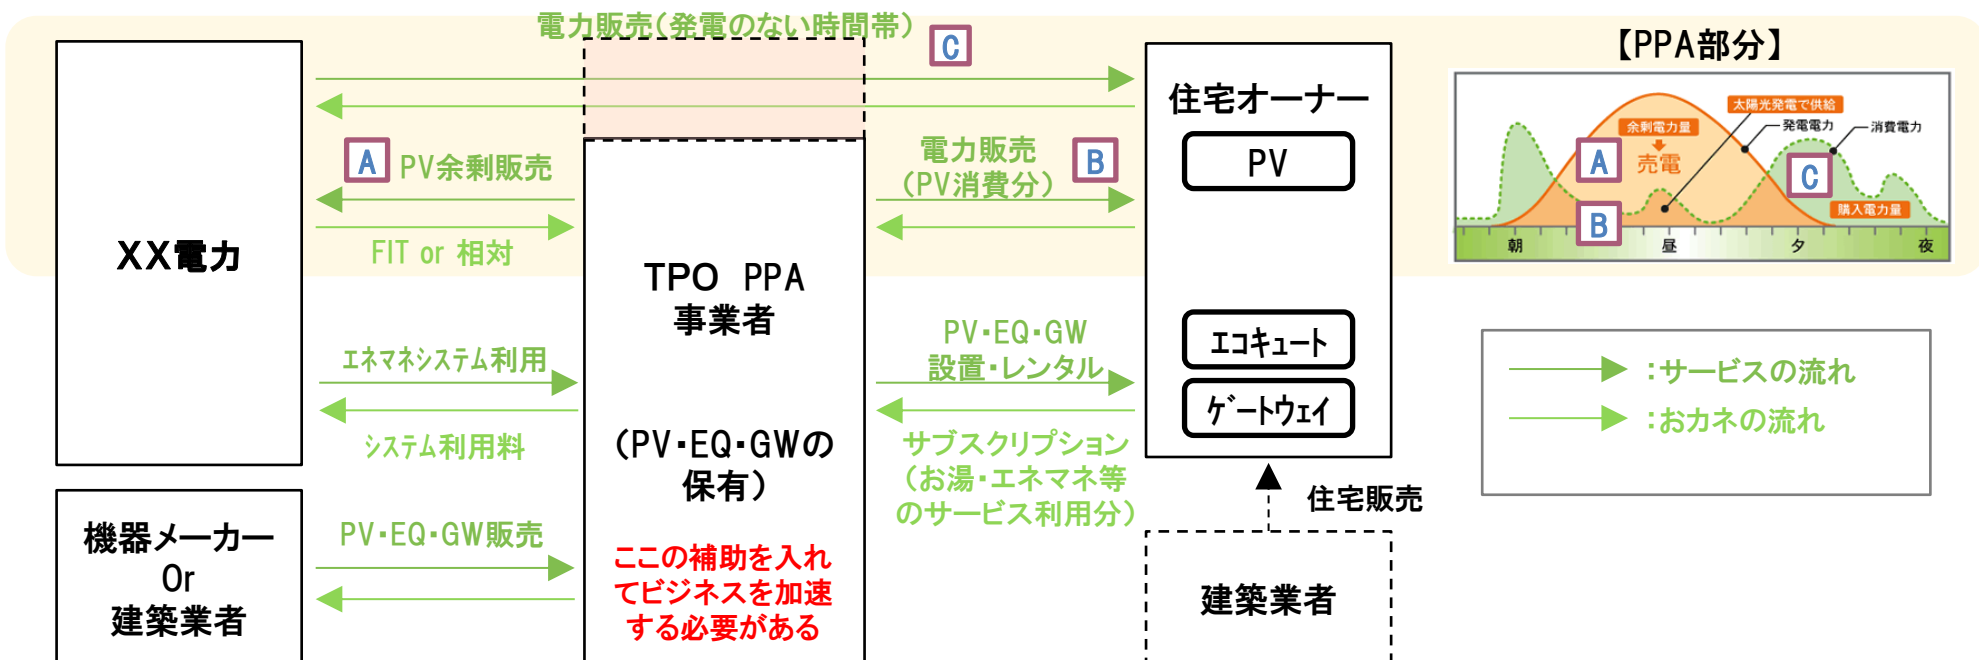 電力販売(発電のない時間帯)
C
XX電力
A
PV余剰販売
FIT or 相対
エネマネシステム利用
システム利用料
機器メーカー
Or
建築業者
PV・EQ・GW販売
TPO PPA
事業者
(PV・EQ・GWの
保有)
ここの補助を入れ
てビジネスを加速
する必要がある
電力販売
(PV消費分)
B
PV・EQ・GW
設置・レンタル
サブスクリプション
(お湯・エネマネ等
のサービス利用分)
住宅オーナー
PV
エコキュート
ゲートウェイ
住宅販売
建築業者
【PPA部分】
太陽光発電で供給
余剰電力量
発電電力
消費電力
A
売電
C
購入電力量
B
朝
昼
夕
夜
:サービスの流れ
:おカネの流れ